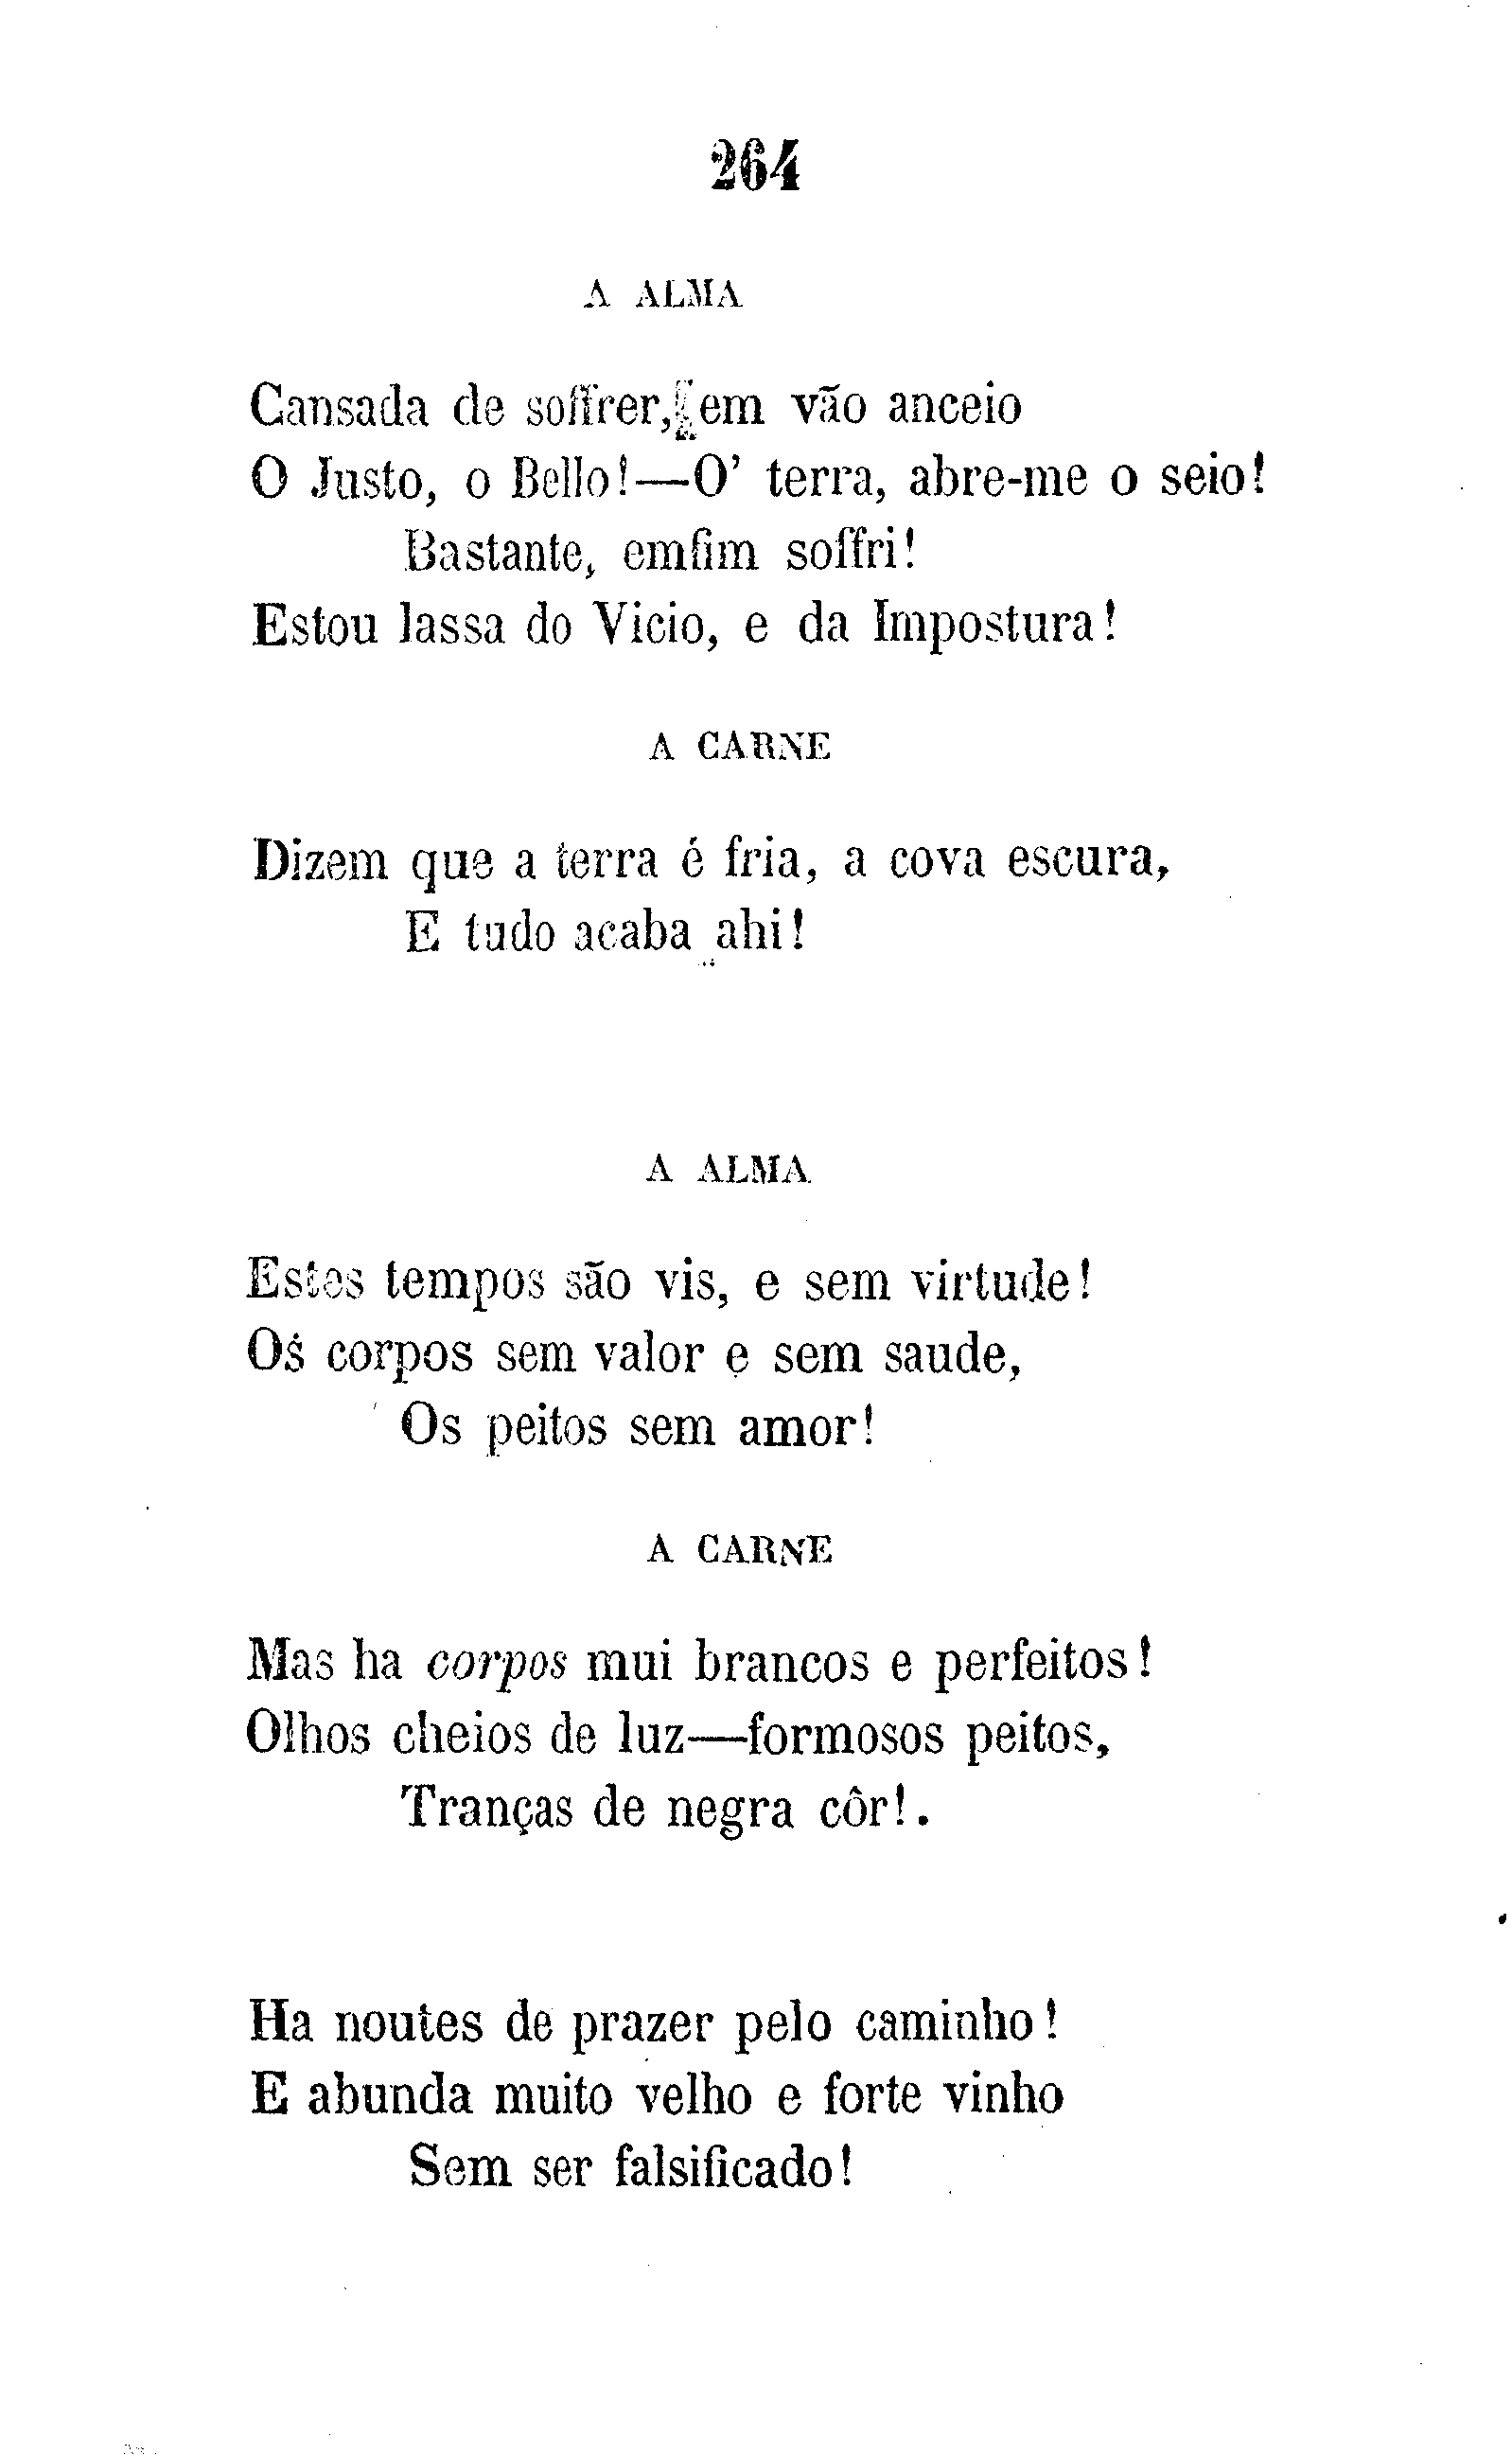 264
A ALMA
Cansada de soffrer, em vão anceio
O Justo, o Bello!—O' terra, abre-me o seio!
Bastante, emfim soffri!
Estou lassa do Vicio, e da Impostura!
A CARNE
Dizem que a terra é fria, a cova escura,
E tudo acaba ahi!
A ALMA
Estes tempos são vis, e sem virtude!
Os corpos sem valor e sem saude,
Os peitos sem amor!
A CARNE
Mas ha corpos mui brancos e perfeitos!
Olhos cheios de luz—formosos peitos,
Tranças de negra côr!.
Ha noutes de prazer pelo caminho!
E abunda muito velho e forte vinho
Sem ser falsificado!